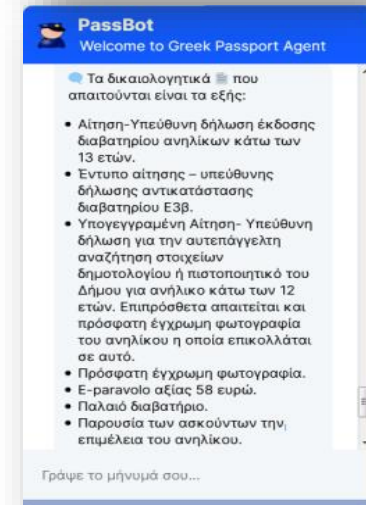 PassBot
Welcome to Greek Passport Agent
Τα δικαιολογητικά που
απαιτούνται είναι τα εξής:
• Αίτηση-Υπεύθυνη δήλωση έκδοσης
διαβατηρίου ανηλίκων κάτω των
13 ετών.
• Έντυπο αίτησης – υπεύθυνης
δήλωσης αντικατάστασης
διαβατηρίου Ε3β.
• Υπογεγραμένη Αίτηση- Υπεύθυνη
δήλωση για την αυτεπάγγελτη
αναζήτηση στοιχείων
δημοτολογίου ή πιστοποιητικό του
Δήμου για ανήλικο κάτω των 12
ετών. Επιπρόσθετα απαιτείται και
πρόσφατη έγχρωμη φωτογραφία
του ανηλίκου η οποία επικολλάται
σε αυτό.
• Πρόσφατη έγχρωμη φωτογραφία.
• E-paravolo αξίας 58 ευρώ.
• Παλαιό διαβατήριο.
• Παρουσία των ασκούντων την
επιμέλεια του ανηλίκου.
Γράψε το μήνυμά σου...